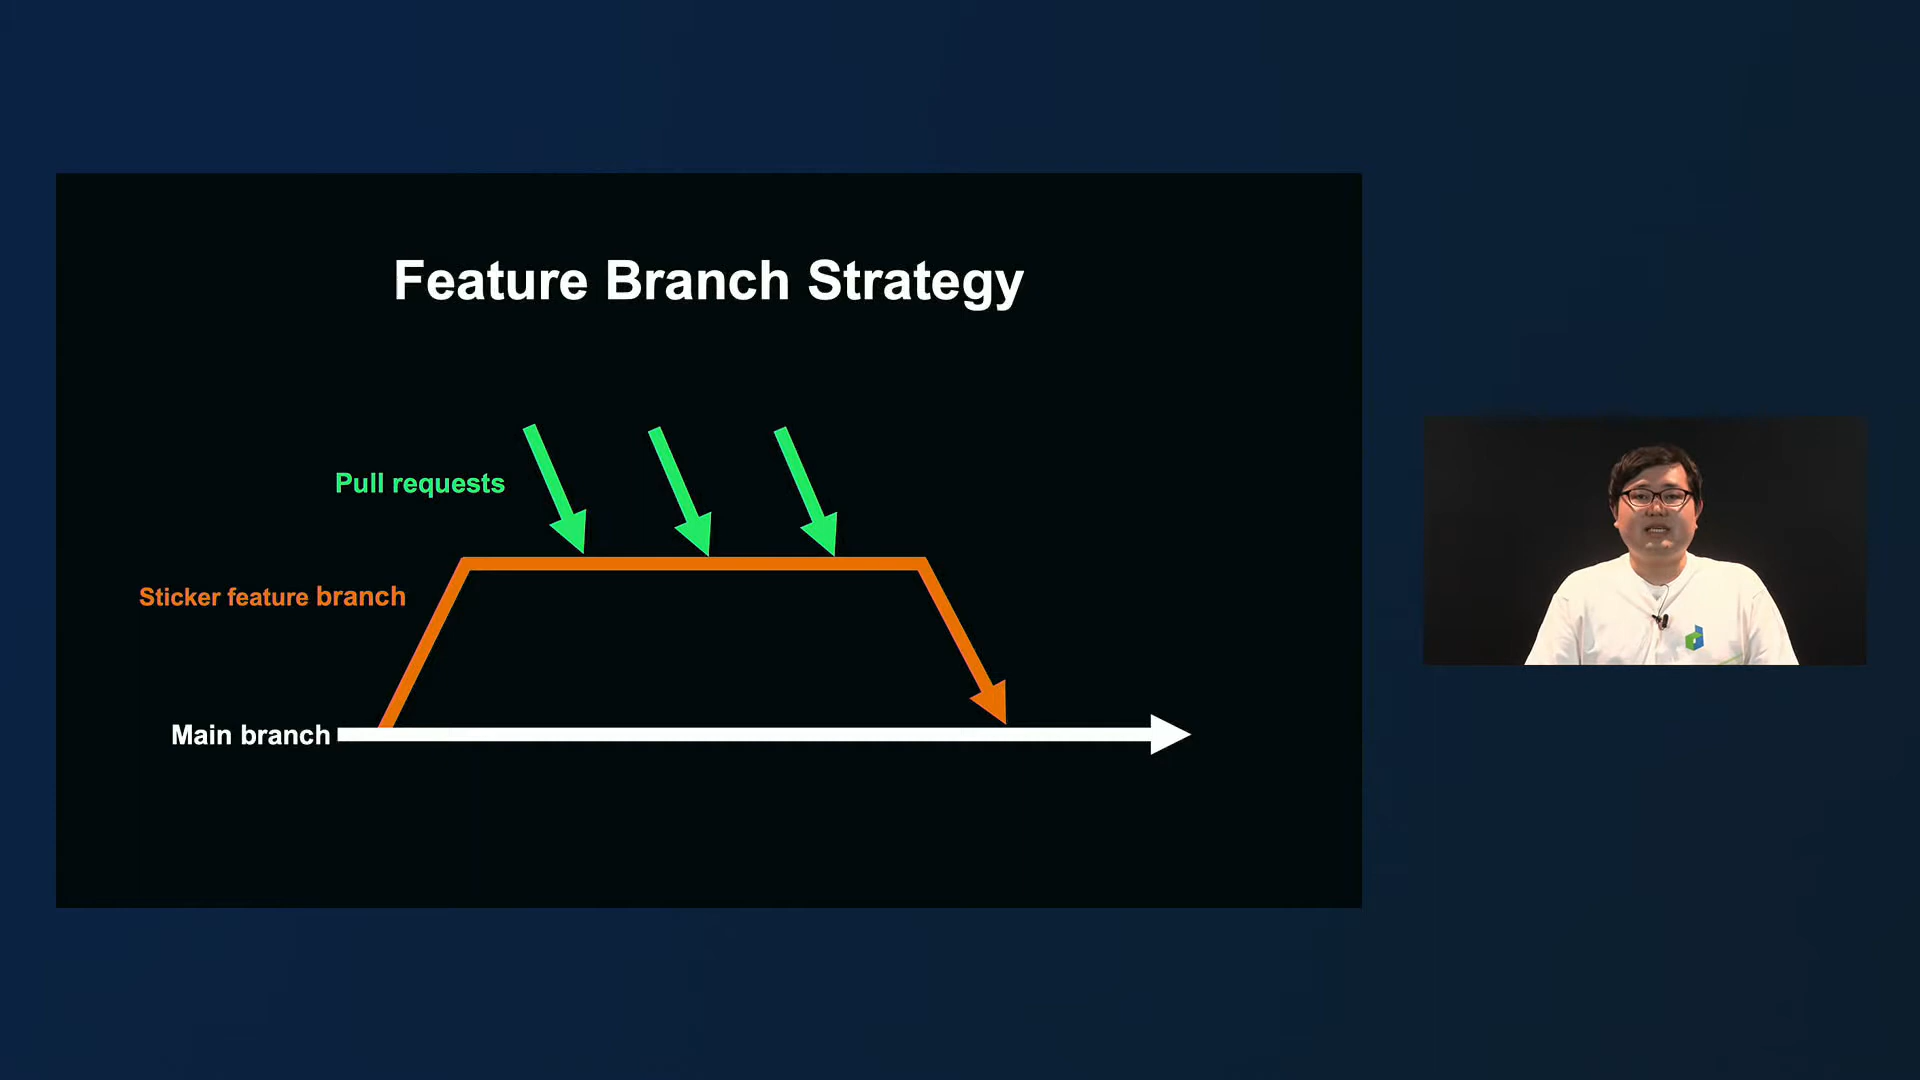 Feature Branch Strategy
Pull requests
Sticker feature branch
Main branch